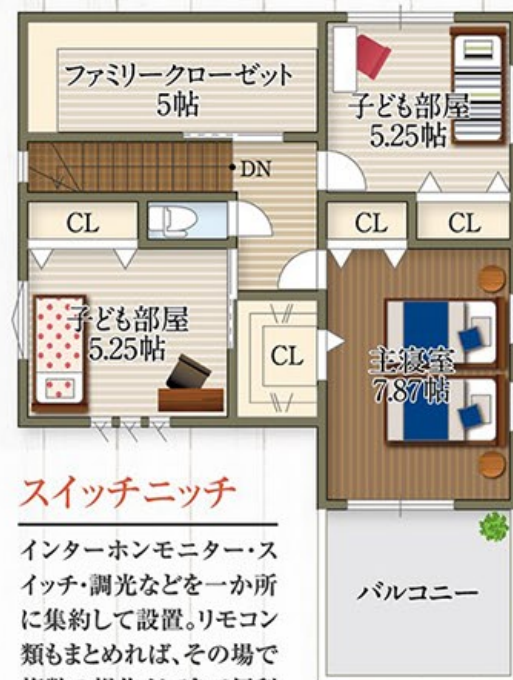 ファミリークローゼット
5帖
子ども部屋
5.25帖
DN
CL
CL
CL
子ども部屋
5.25帖
CL
主寝室
7.87帖
バルコニー
スイッチニッチ
インターホンモニター・ス
イッチ・調光などを一か所
に集約して設置。リモコン
類もまとめれば、その場で